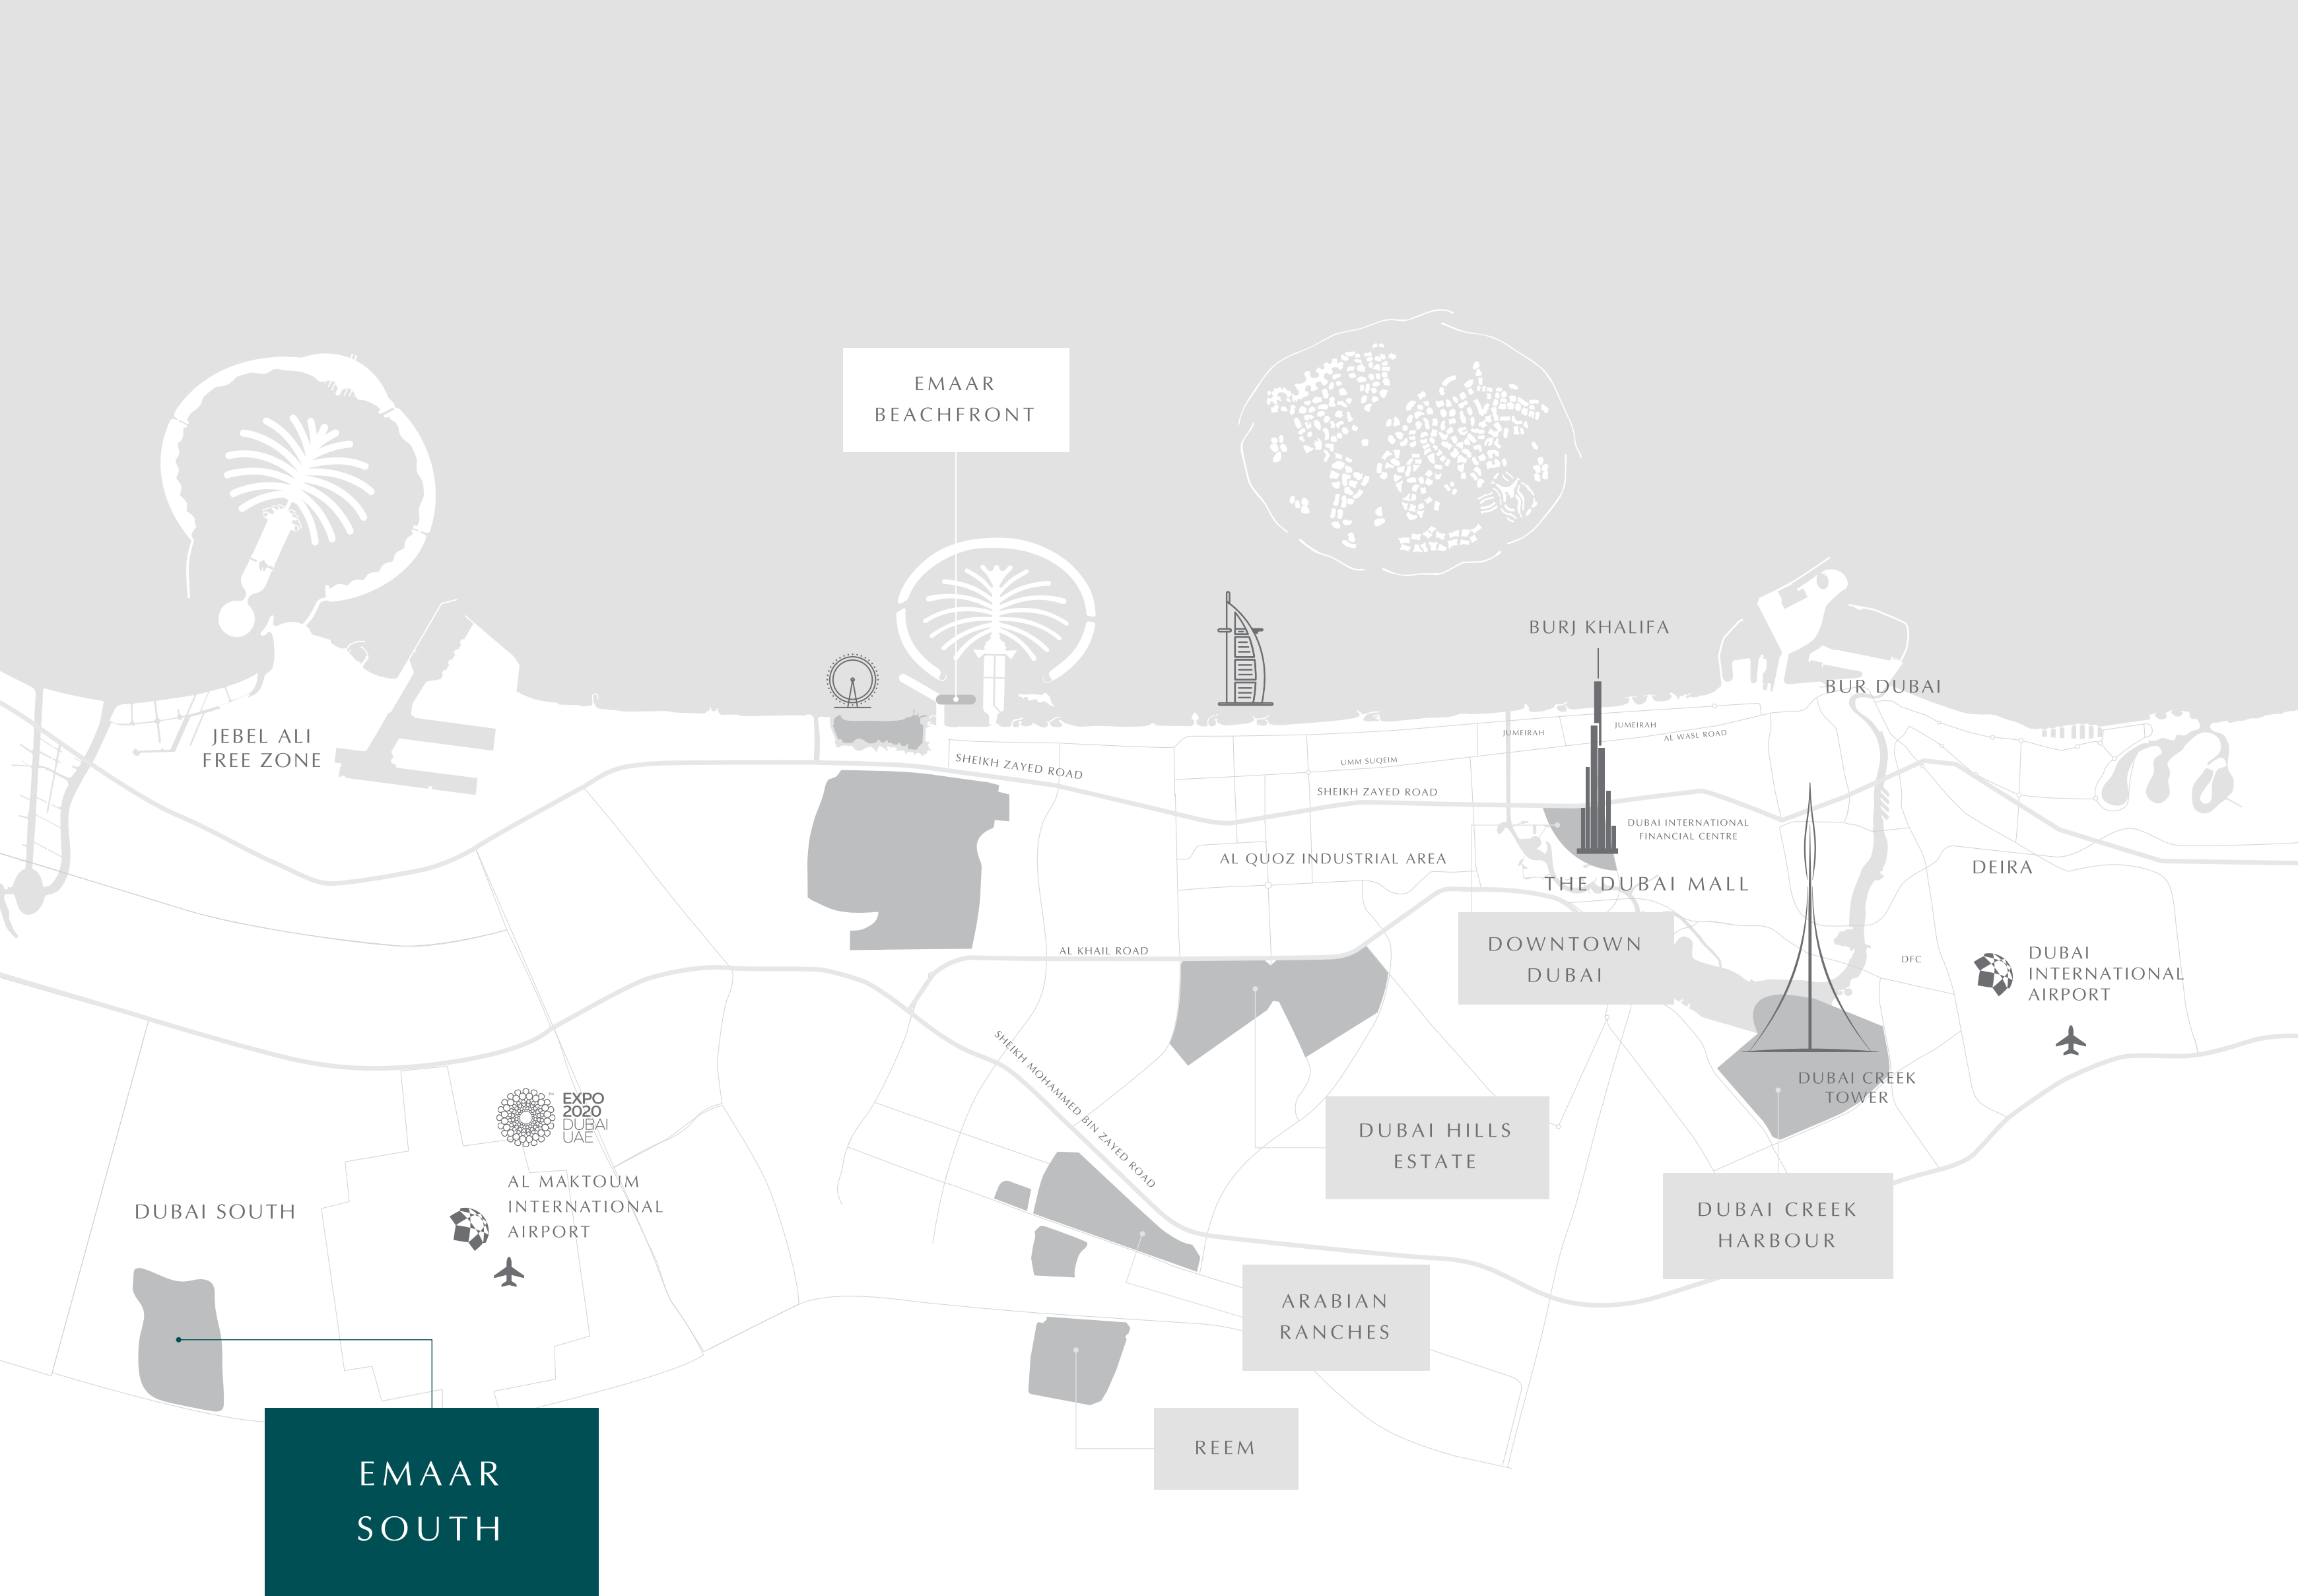 EMAAR
BEACHFRONT
BURJ KHALIFA
BUR DUBAI
JEBEL ALI
FREE ZONE
SHEIKH ZAYED ROAD
UMM SUQEIM
JUMEIRAH
JUMEIRAH
AL WASL ROAD
SHEIKH ZAYED ROAD
DUBAI INTERNATIONAL
FINANCIAL CENTRE
AL QUOZ INDUSTRIAL AREA
THE DUBAI MALL
DEIRA
AL KHAIL ROAD
DOWNTOWN
DUBAI
DFC
DUBAI
INTERNATIONAL
AIRPORT
SHEIKH MOHAMMED BIN ZAYED ROAD
DUBAI CREEK
TOWER
EXPO
2020
DUBAI
UAE
™
DUBAI HILLS
ESTATE
AL MAKTOUM
INTERNATIONAL
AIRPORT
DUBAI SOUTH
DUBAI CREEK
HARBOUR
ARABIAN
RANCHES
REEM
EMAAR
SOUTH